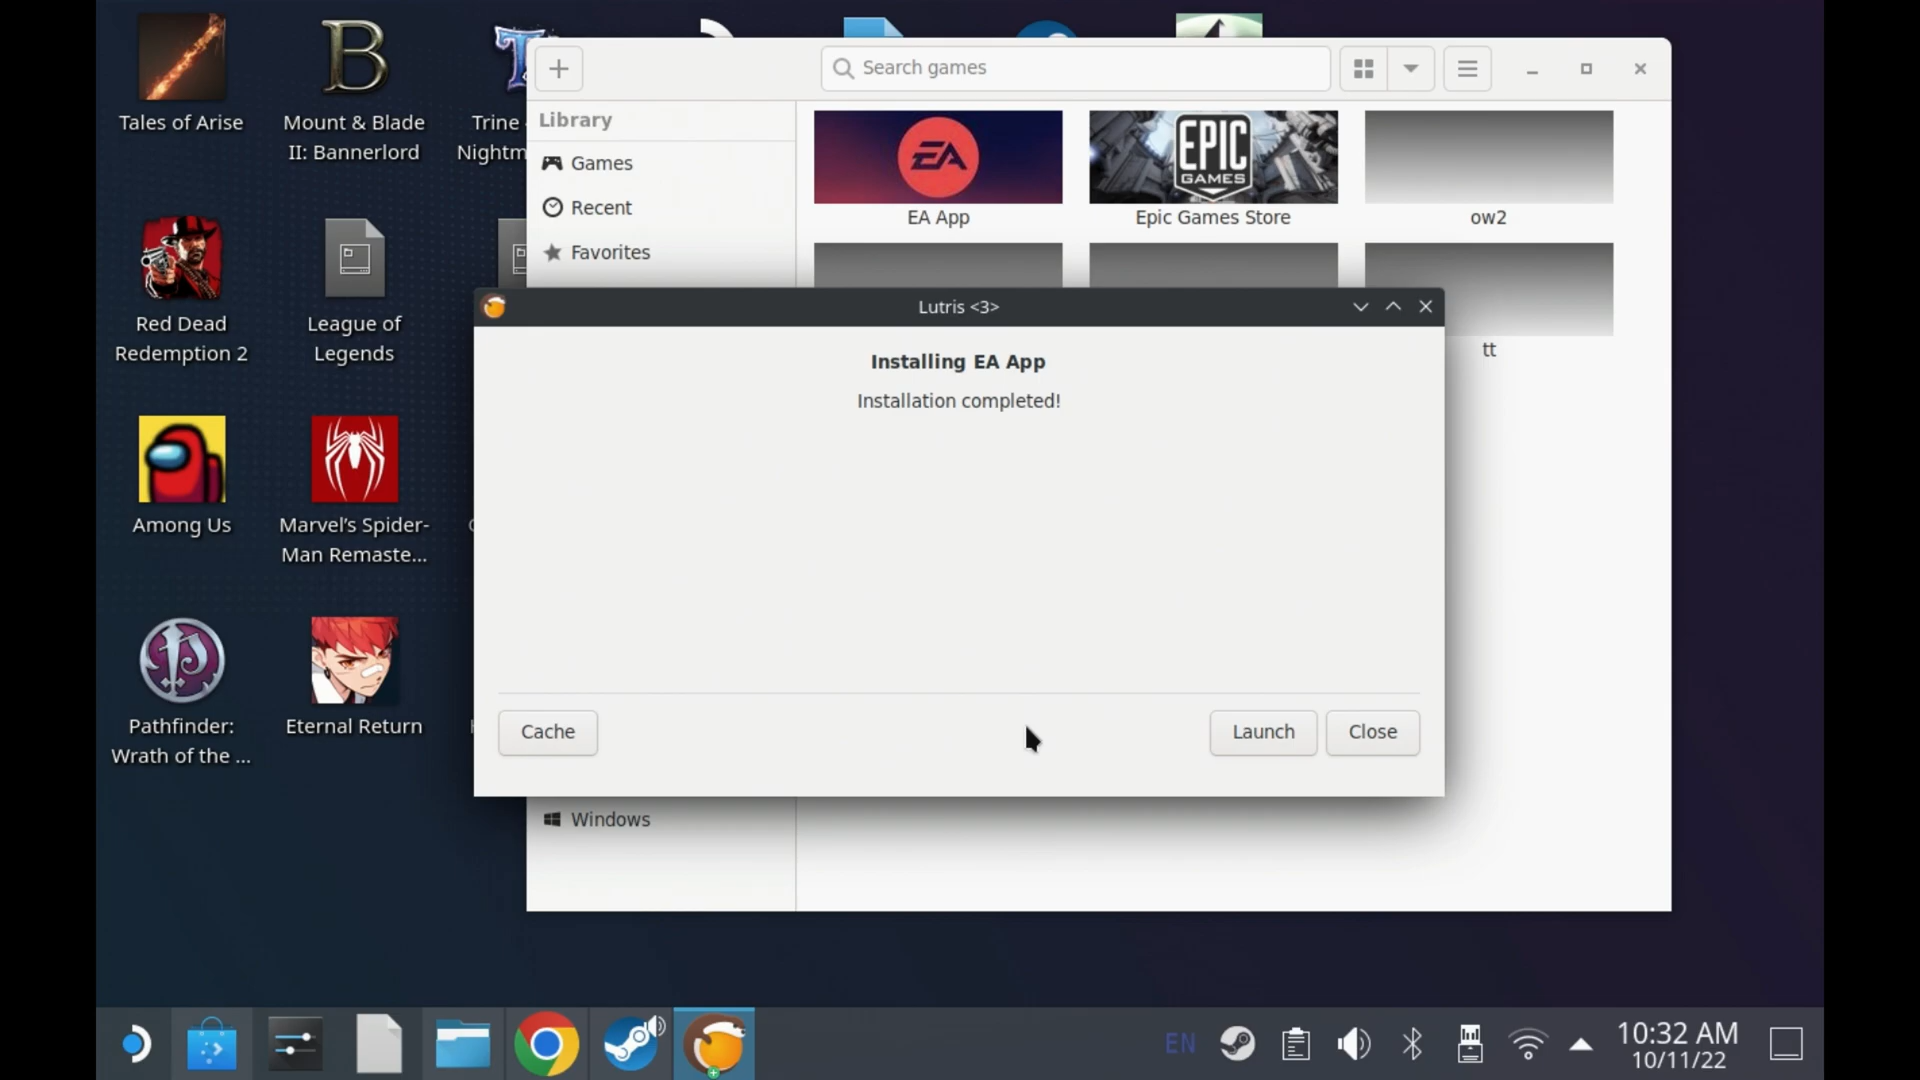 Tales of Arise
Mount & Blade
II: Bannerlord
Trine
Nightm
Red Dead
Redemption 2
League of
Legends
Among Us
Marvel's Spider-
Man Remaste...
Pathfinder:
Wrath of the ...
Eternal Return
Search games
Library
Games
Recent
Favorites
EA
EA App
EPIC
GAMES
Epic Games Store
ow2
tt
Lutris <3>
Installing EA App
Installation completed!
Cache
Launch
Close
Windows
EN
10:32 AM
10/11/22